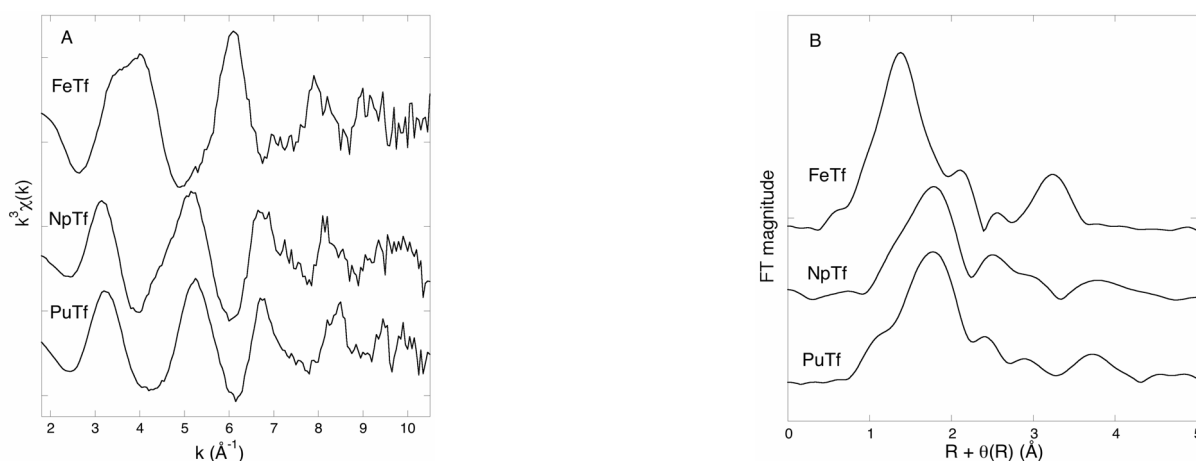 A
FeTf
NpTf
PuTf
k³χ(k)
2 3 4 5 6 7 8 9 10
k (Å⁻¹)
B
FeTf
NpTf
PuTf
FT magnitude
0 1 2 3 4 5
R + θ(R) (Å)